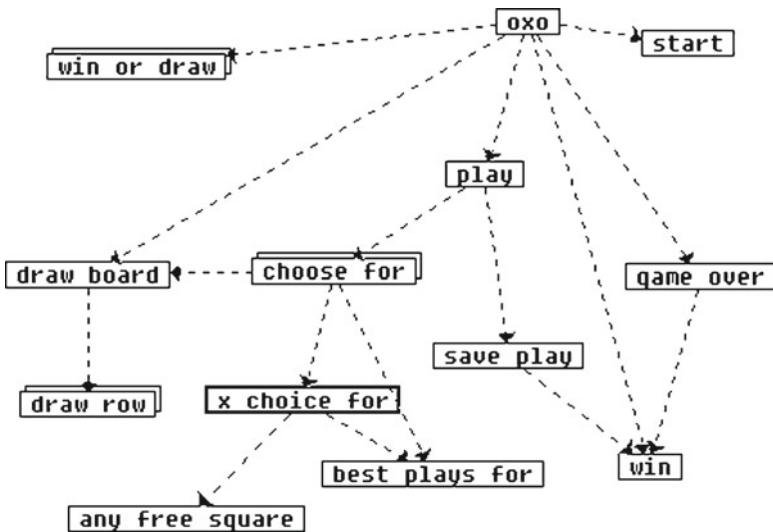 oxo
start
win or draw
play
draw board
choose for
game over
save play
draw row
x choice for
best plays for
win
any free square